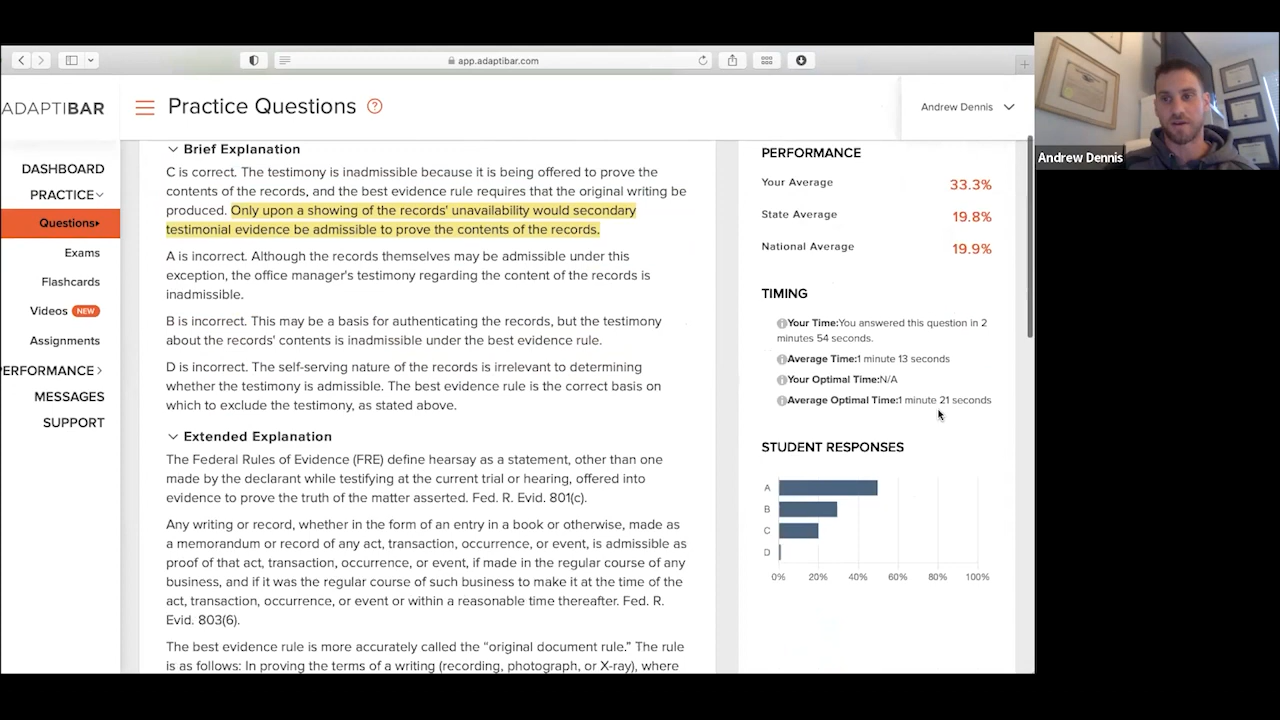 app.adaptibar.com
ADAPTIBAR
Practice Questions
Andrew Dennis
DASHBOARD
PRACTICE
Questions
Exams
Flashcards
Videos NEW
Assignments
PERFORMANCE
MESSAGES
SUPPORT
Brief Explanation
C is correct. The testimony is inadmissible because it is being offered to prove the
contents of the records, and the best evidence rule requires that the original writing be
produced. Only upon a showing of the records' unavailability would secondary
testimonial evidence be admissible to prove the contents of the records.
A is incorrect. Although the records themselves may be admissible under this
exception, the office manager's testimony regarding the content of the records is
inadmissible.
B is incorrect. This may be a basis for authenticating the records, but the testimony
about the records' contents is inadmissible under the best evidence rule.
D is incorrect. The self-serving nature of the records is irrelevant to determining
whether the testimony is admissible. The best evidence rule is the correct basis on
which to exclude the testimony, as stated above.
Extended Explanation
The Federal Rules of Evidence (FRE) define hearsay as a statement, other than one
made by the declarant while testifying at the current trial or hearing, offered into
evidence to prove the truth of the matter asserted. Fed. R. Evid. 801(c).
Any writing or record, whether in the form of an entry in a book or otherwise, made as
a memorandum or record of any act, transaction, occurrence, or event, is admissible as
proof of that act, transaction, occurrence, or event, if made in the regular course of any
business, and if it was the regular course of such business to make it at the time of the
act, transaction, occurrence, or event or within a reasonable time thereafter. Fed. R.
Evid. 803(6).
The best evidence rule is more accurately called the “original document rule.” The rule
is as follows: In proving the terms of a writing (recording, photograph, or X-ray), where
PERFORMANCE
Your Average 33.3%
State Average 19.8%
National Average 19.9%
TIMING
Your Time:You answered this question in 2
minutes 54 seconds.
Average Time:1 minute 13 seconds
Your Optimal Time:N/A
Average Optimal Time:1 minute 21 seconds
STUDENT RESPONSES
A
B
C
D
0% 20% 40% 60% 80% 100%
Andrew Dennis